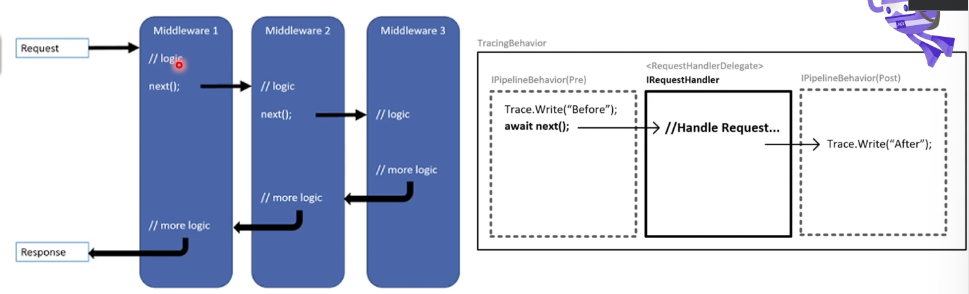 Middleware 1
Middleware 2
Middleware 3
Request
// logic
next();
// logic
next();
// logic
// more logic
// more logic
// more logic
Response
TracingBehavior
IPipelineBehavior(Pre)
<RequestHandlerDelegate>
IRequestHandler
IPipelineBehavior(Post)
Trace.Write("Before");
await next();
//Handle Request...
Trace.Write("After");